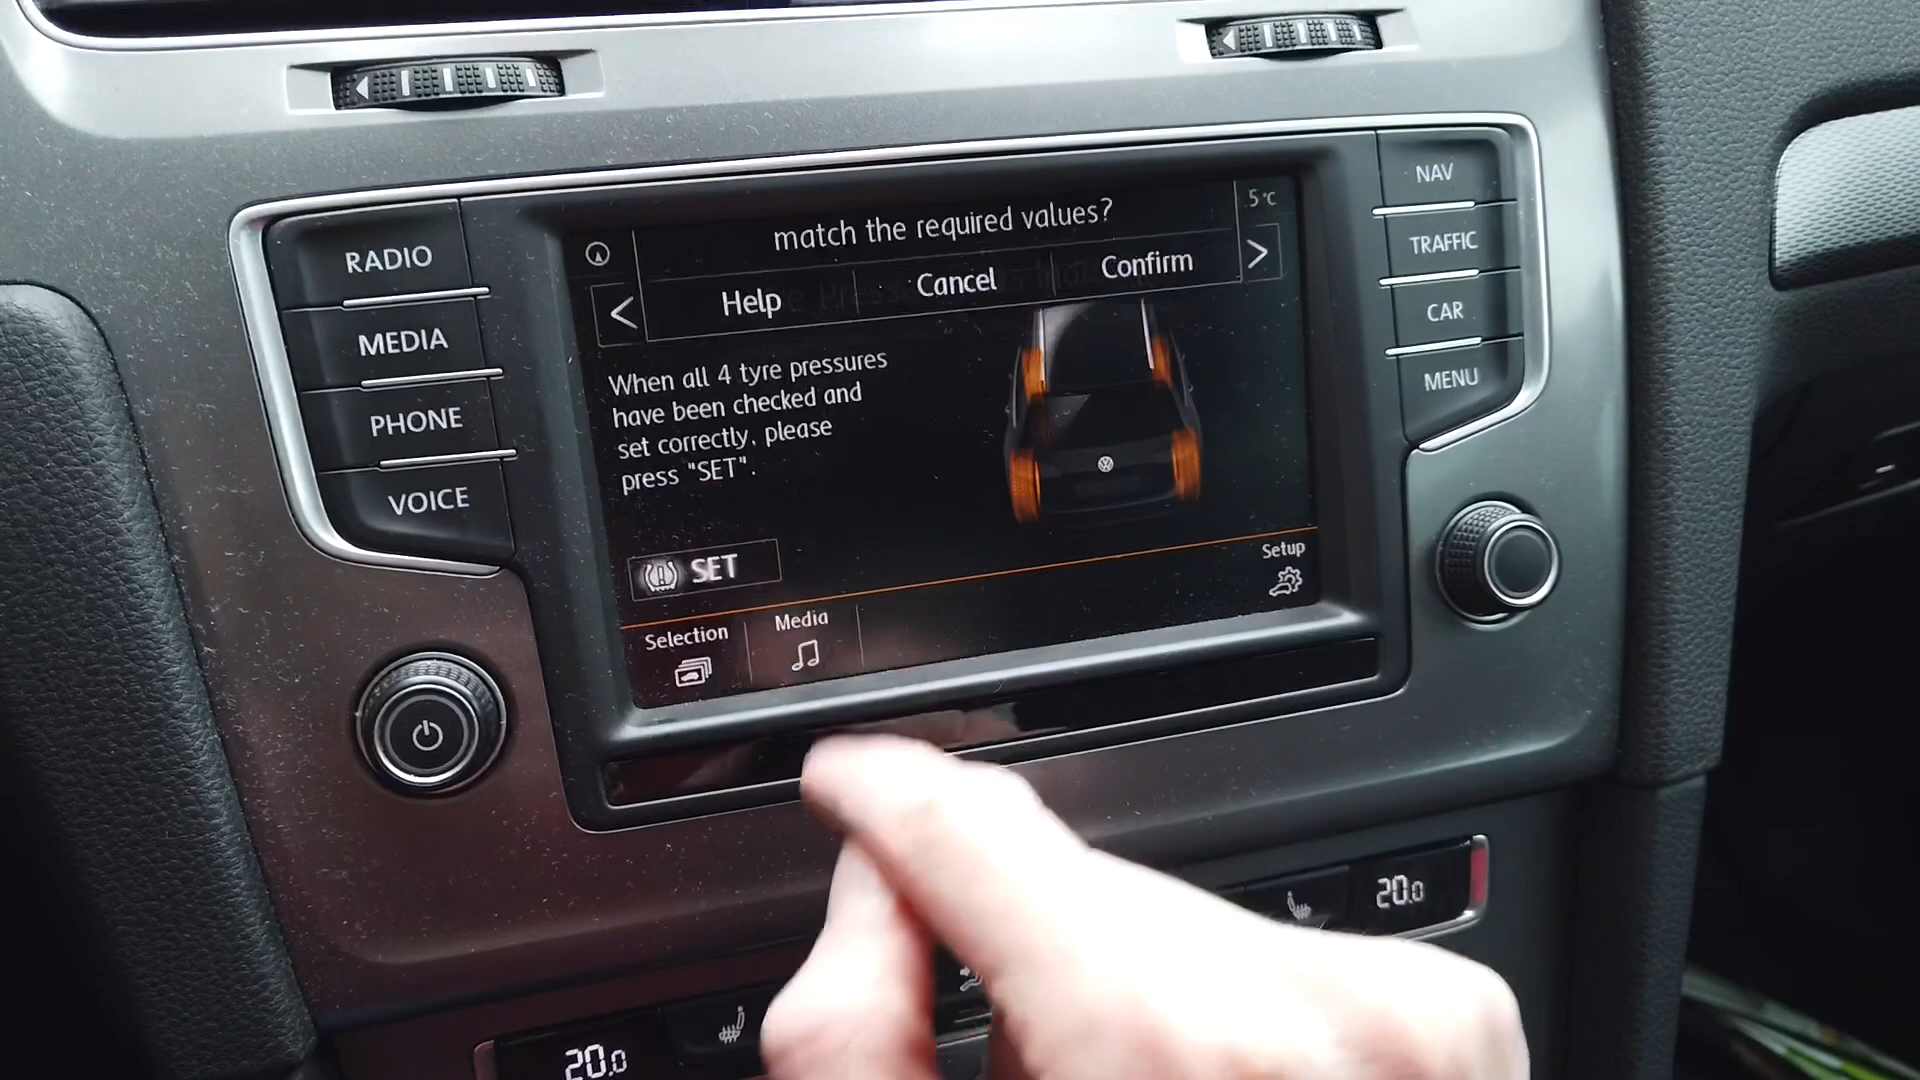 RADIO
MEDIA
PHONE
VOICE
match the required values?
5°C
Help
Cancel
Confirm
When all 4 tyre pressures
have been checked and
set correctly, please
press "SET".
SET
Selection
Media
Setup
NAV
TRAFFIC
CAR
MENU
20.0
20.0